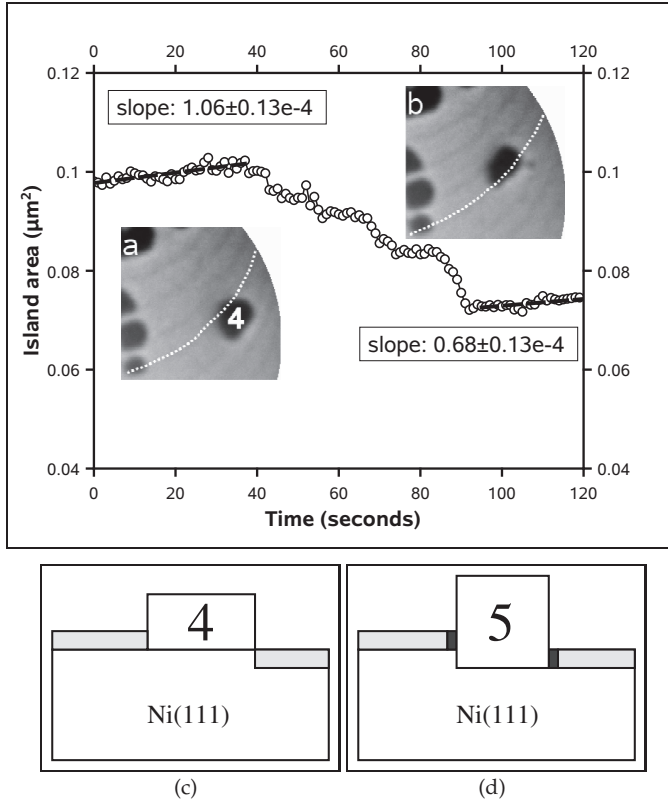 0 20 40 60 80 100 120
0.12 0.12
slope: 1.06±0.13e-4
b
0.1 0.1
Island area (μm²)
a
4
0.08 0.08
slope: 0.68±0.13e-4
0.06 0.06
0.04 0.04
0 20 40 60 80 100 120
Time (seconds)
4 5
Ni(111) Ni(111)
(c) (d)